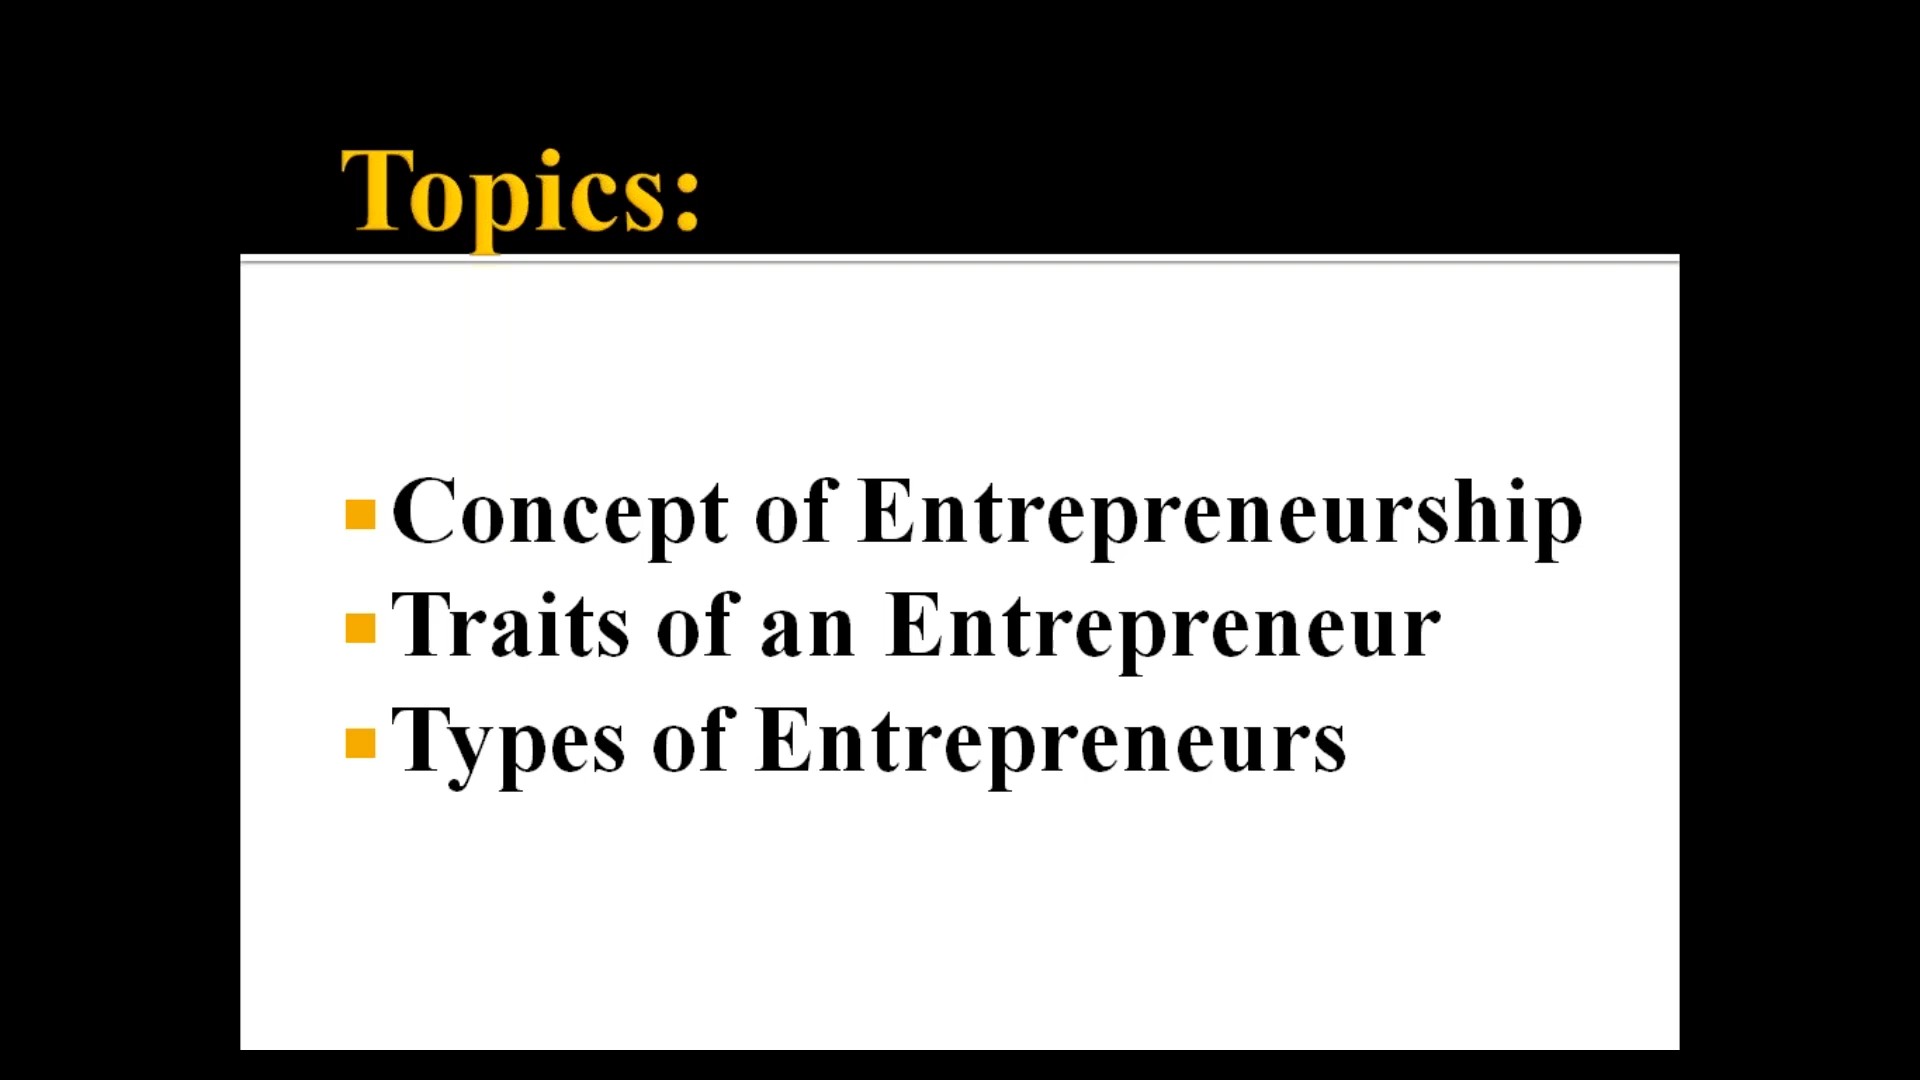 Topics:
Concept of Entrepreneurship
Traits of an Entrepreneur
Types of Entrepreneurs